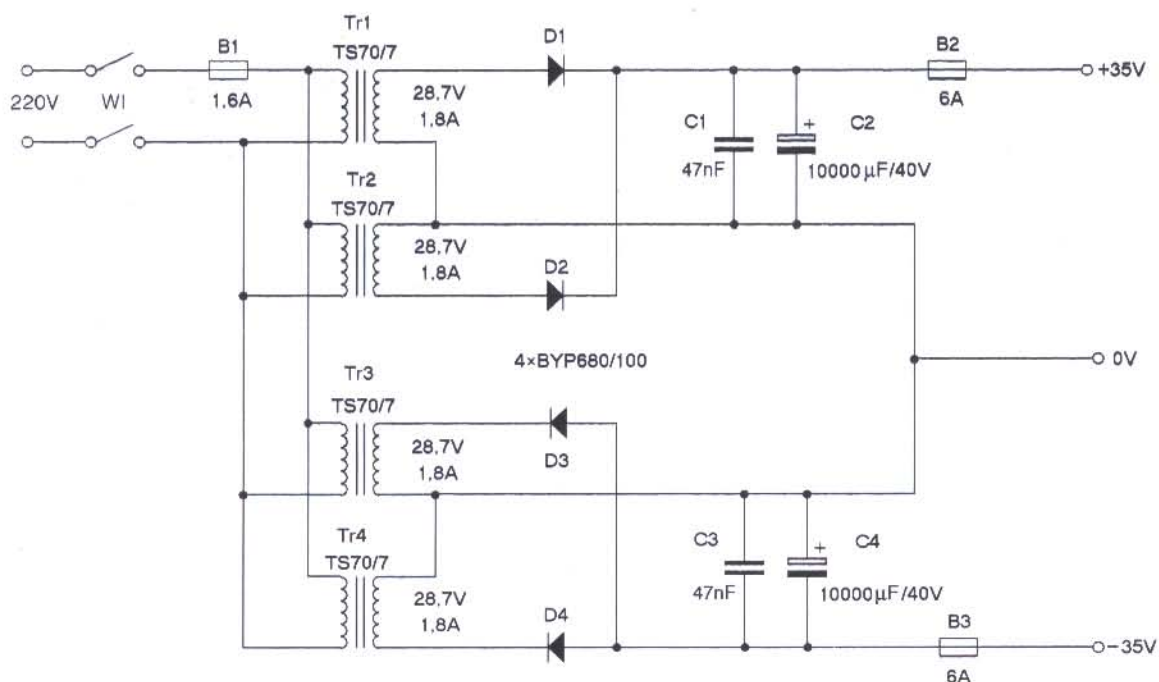 Tr1
TS70/7
B1
1.6A
220V
WI
28,7V
1,8A
D1
B2
6A
+35V
C1
47nF
+
C2
10000µF/40V
Tr2
TS70/7
28,7V
1,8A
D2
4×BYP680/100
0V
Tr3
TS70/7
28,7V
1,8A
D3
Tr4
TS70/7
28,7V
1,8A
D4
C3
47nF
+
C4
10000µF/40V
B3
6A
-35V